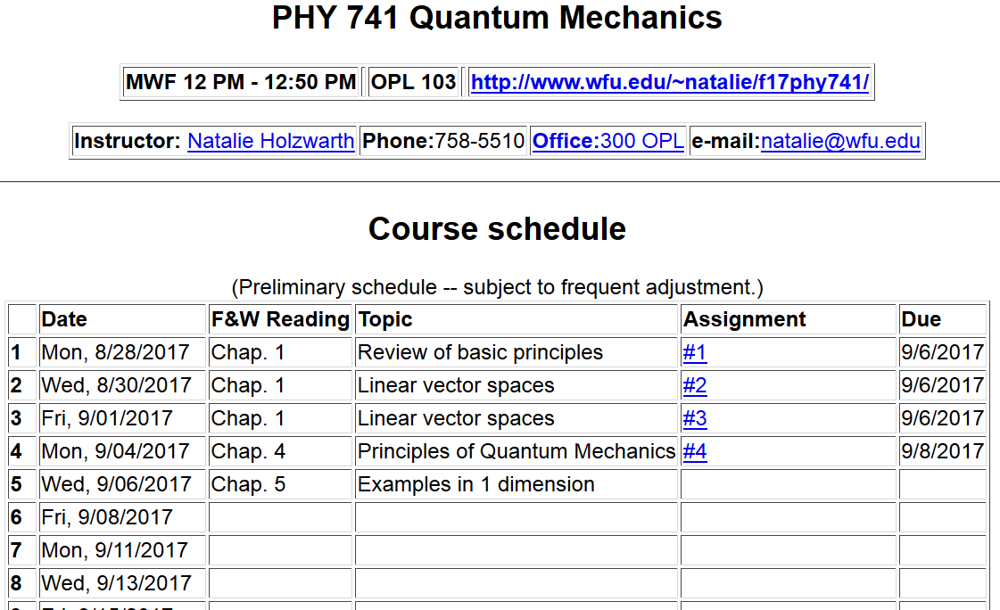 PHY 741 Quantum Mechanics
MWF 12 PM - 12:50 PM OPL 103 http://www.wfu.edu/~natalie/f17phy741/
Instructor: Natalie Holzwarth Phone:758-5510 Office:300 OPL e-mail:natalie@wfu.edu
Course schedule
(Preliminary schedule -- subject to frequent adjustment.)
Date F&W Reading Topic Assignment Due
1 Mon, 8/28/2017 Chap. 1 Review of basic principles #1 9/6/2017
2 Wed, 8/30/2017 Chap. 1 Linear vector spaces #2 9/6/2017
3 Fri, 9/01/2017 Chap. 1 Linear vector spaces #3 9/6/2017
4 Mon, 9/04/2017 Chap. 4 Principles of Quantum Mechanics #4 9/8/2017
5 Wed, 9/06/2017 Chap. 5 Examples in 1 dimension
6 Fri, 9/08/2017
7 Mon, 9/11/2017
8 Wed, 9/13/2017